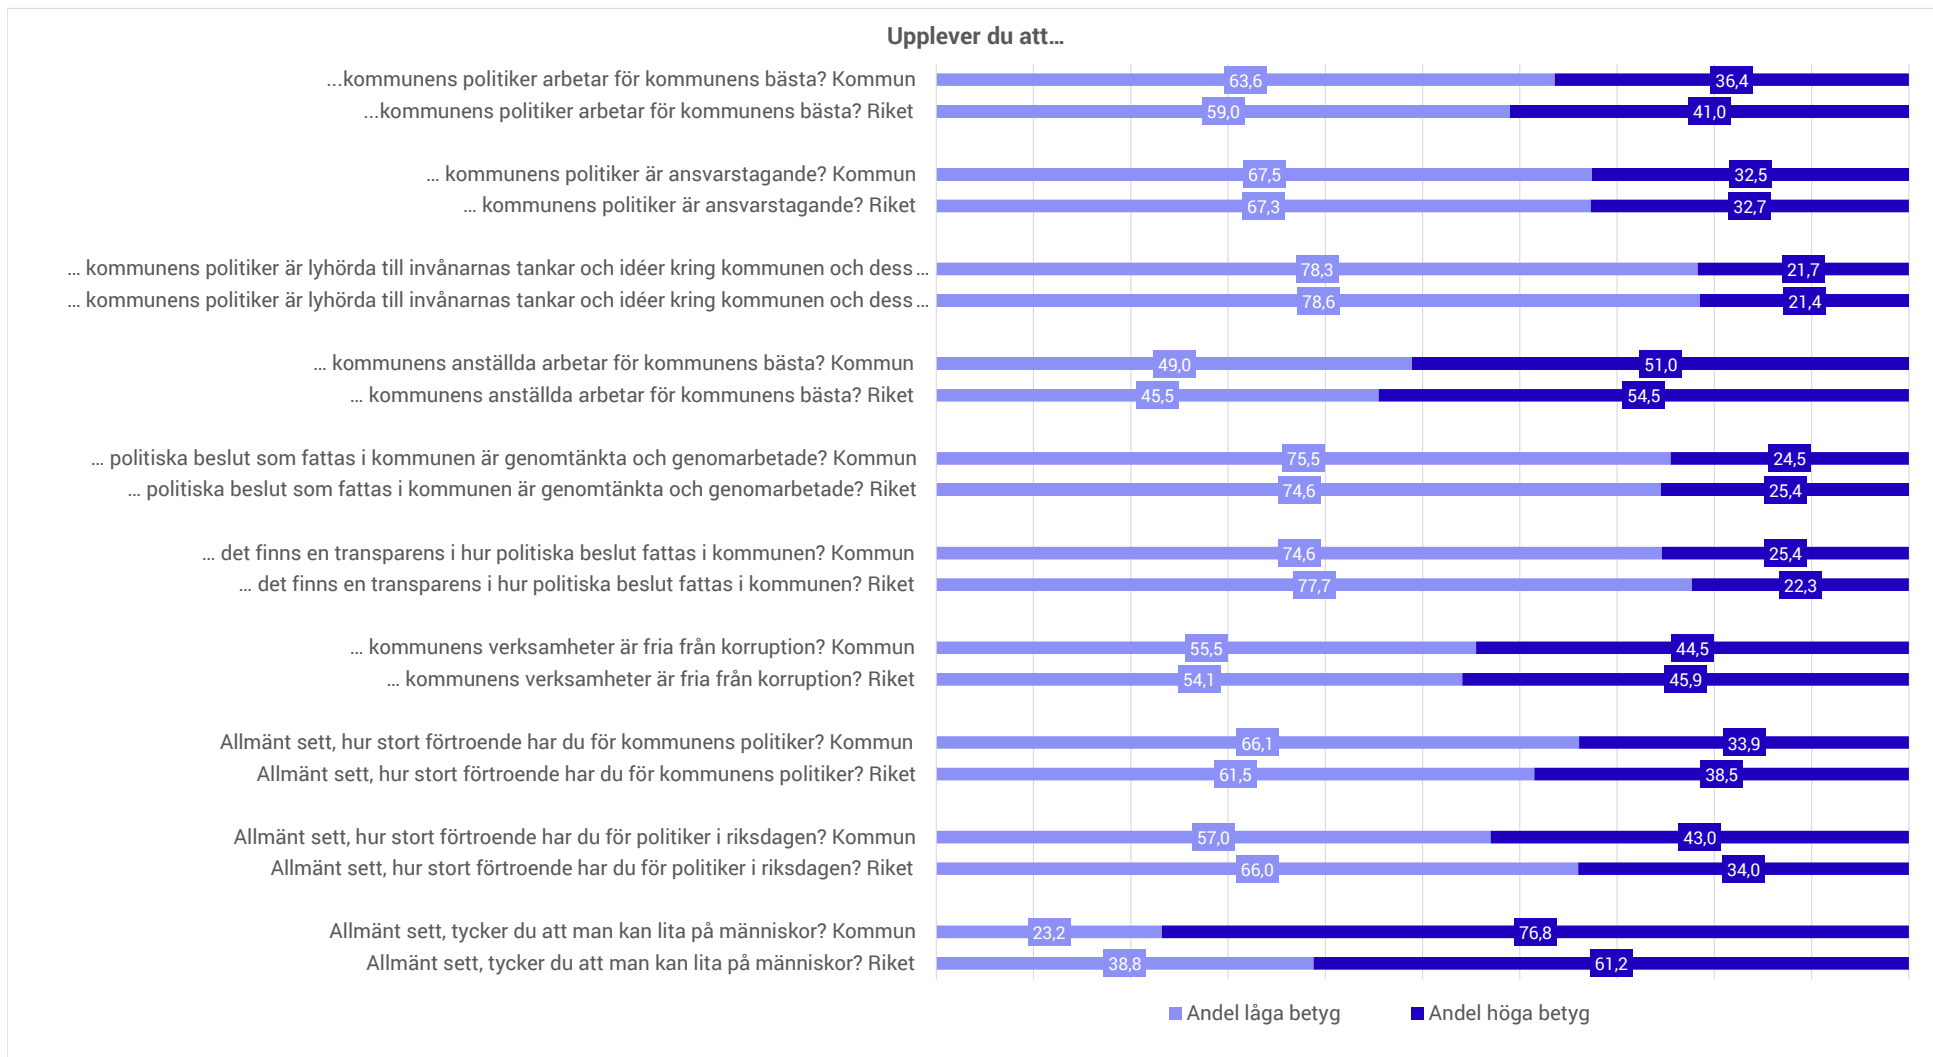 Upplever du att…
...kommunens politiker arbetar för kommunens bästa? Kommun 63,6 36,4
...kommunens politiker arbetar för kommunens bästa? Riket 59,0 41,0
… kommunens politiker är ansvarstagande? Kommun 67,5 32,5
… kommunens politiker är ansvarstagande? Riket 67,3 32,7
… kommunens politiker är lyhörda till invånarnas tankar och idéer kring kommunen och dess … 78,3 21,7
… kommunens politiker är lyhörda till invånarnas tankar och idéer kring kommunen och dess … 78,6 21,4
… kommunens anställda arbetar för kommunens bästa? Kommun 49,0 51,0
… kommunens anställda arbetar för kommunens bästa? Riket 45,5 54,5
… politiska beslut som fattas i kommunen är genomtänkta och genomarbetade? Kommun 75,5 24,5
… politiska beslut som fattas i kommunen är genomtänkta och genomarbetade? Riket 74,6 25,4
… det finns en transparens i hur politiska beslut fattas i kommunen? Kommun 74,6 25,4
… det finns en transparens i hur politiska beslut fattas i kommunen? Riket 77,7 22,3
… kommunens verksamheter är fria från korruption? Kommun 55,5 44,5
… kommunens verksamheter är fria från korruption? Riket 54,1 45,9
Allmänt sett, hur stort förtroende har du för kommunens politiker? Kommun 66,1 33,9
Allmänt sett, hur stort förtroende har du för kommunens politiker? Riket 61,5 38,5
Allmänt sett, hur stort förtroende har du för politiker i riksdagen? Kommun 57,0 43,0
Allmänt sett, hur stort förtroende har du för politiker i riksdagen? Riket 66,0 34,0
Allmänt sett, tycker du att man kan lita på människor? Kommun 23,2 76,8
Allmänt sett, tycker du att man kan lita på människor? Riket 38,8 61,2
Andel låga betyg Andel höga betyg